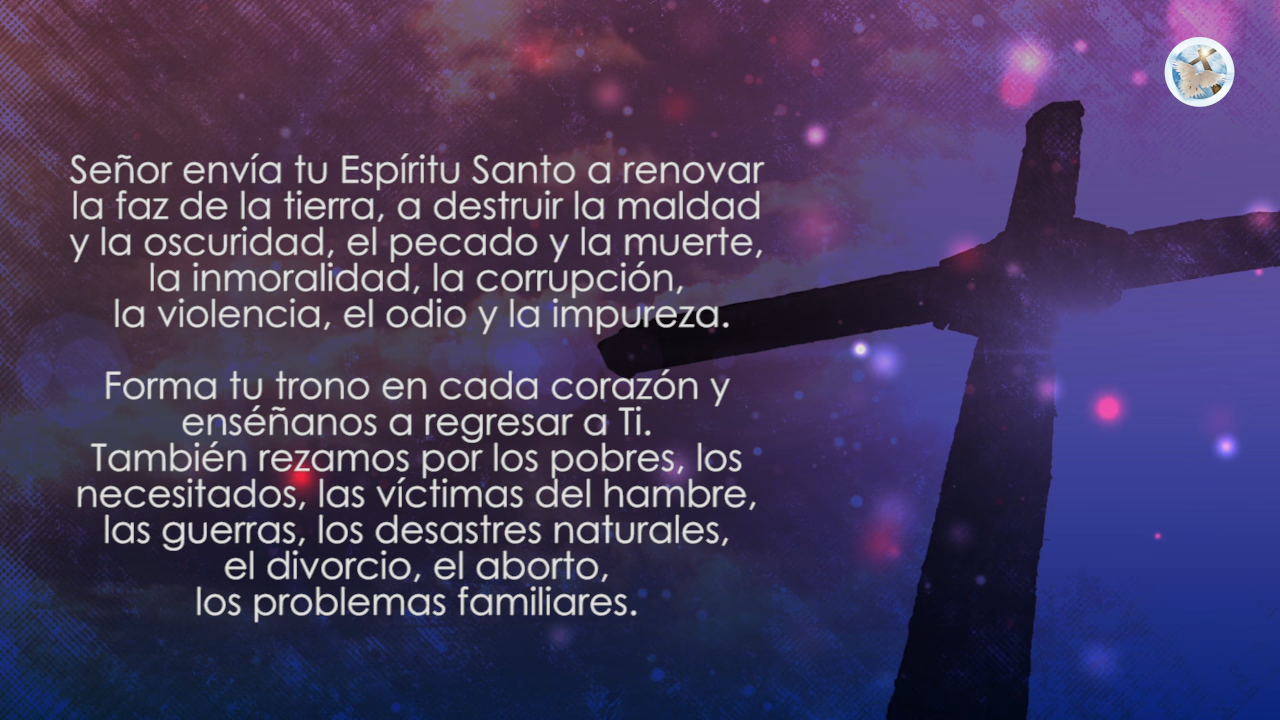 Señor envía tu Espíritu Santo a renovar
la faz de la tierra, a destruir la maldad
y la oscuridad, el pecado y la muerte,
la inmoralidad, la corrupción,
la violencia, el odio y la impureza.
Forma tu trono en cada corazón y
enséñanos a regresar a Ti.
También rezamos por los pobres, los
necesitados, las víctimas del hambre,
las guerras, los desastres naturales,
el divorcio, el aborto,
los problemas familiares.